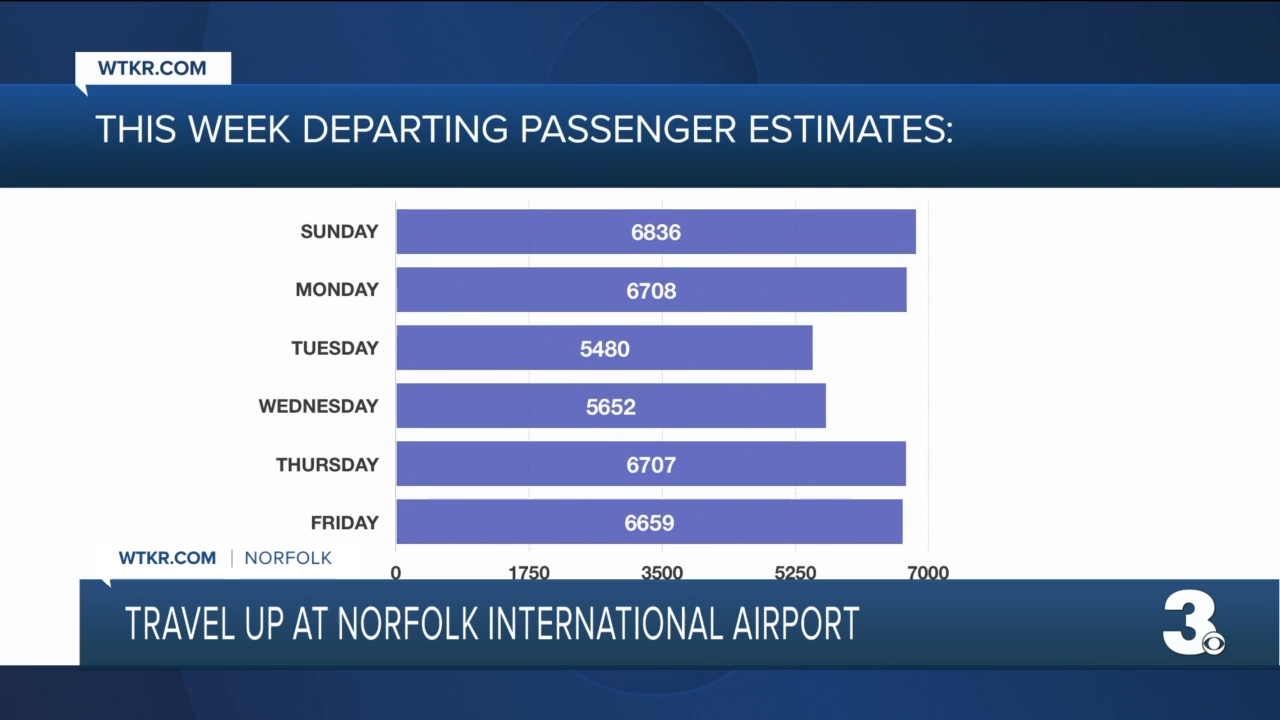 WTKR.COM
THIS WEEK DEPARTING PASSENGER ESTIMATES:
SUNDAY 6836
MONDAY 6708
TUESDAY 5480
WEDNESDAY 5652
THURSDAY 6707
FRIDAY 6659
0 1750 3500 5250 7000
WTKR.COM | NORFOLK
TRAVEL UP AT NORFOLK INTERNATIONAL AIRPORT
3